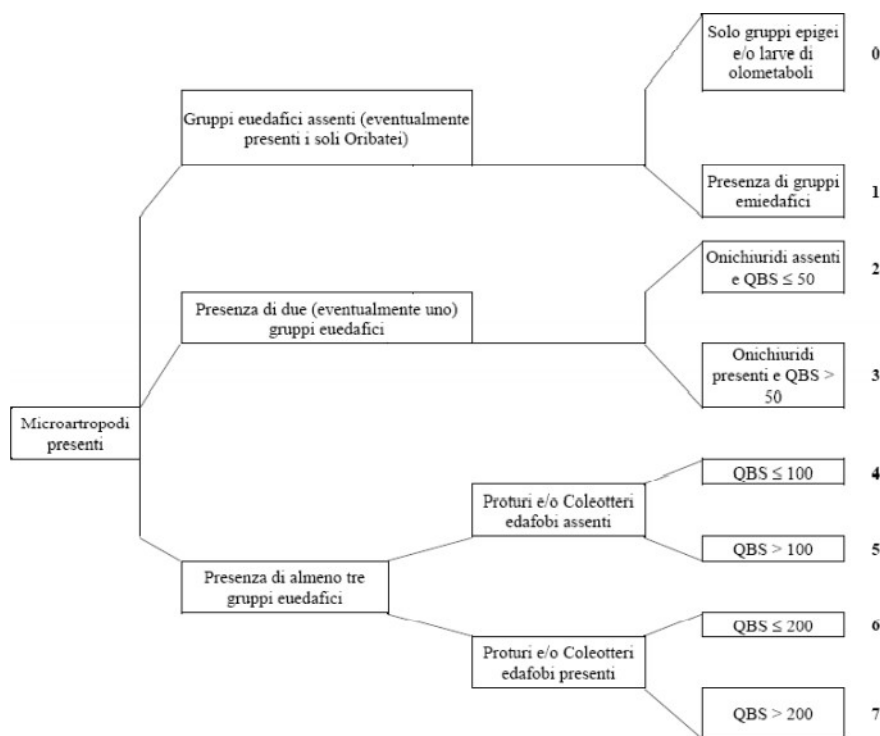 Solo gruppi epigei
e/o larve di
olometaboli
0
Gruppi euedafici assenti (eventualmente
presenti i soli Oribatei)
Presenza di gruppi
emiedafici
1
Onichiuridi assenti
e QBS ≤ 50
2
Presenza di due (eventualmente uno)
gruppi euedafici
Onichiuridi
presenti e QBS >
50
3
Microartropodi
presenti
QBS ≤ 100
4
Proturi e/o Coleotteri
edafobi assenti
QBS > 100
5
Presenza di almeno tre
gruppi euedafici
QBS ≤ 200
6
Proturi e/o Coleotteri
edafobi presenti
QBS > 200
7